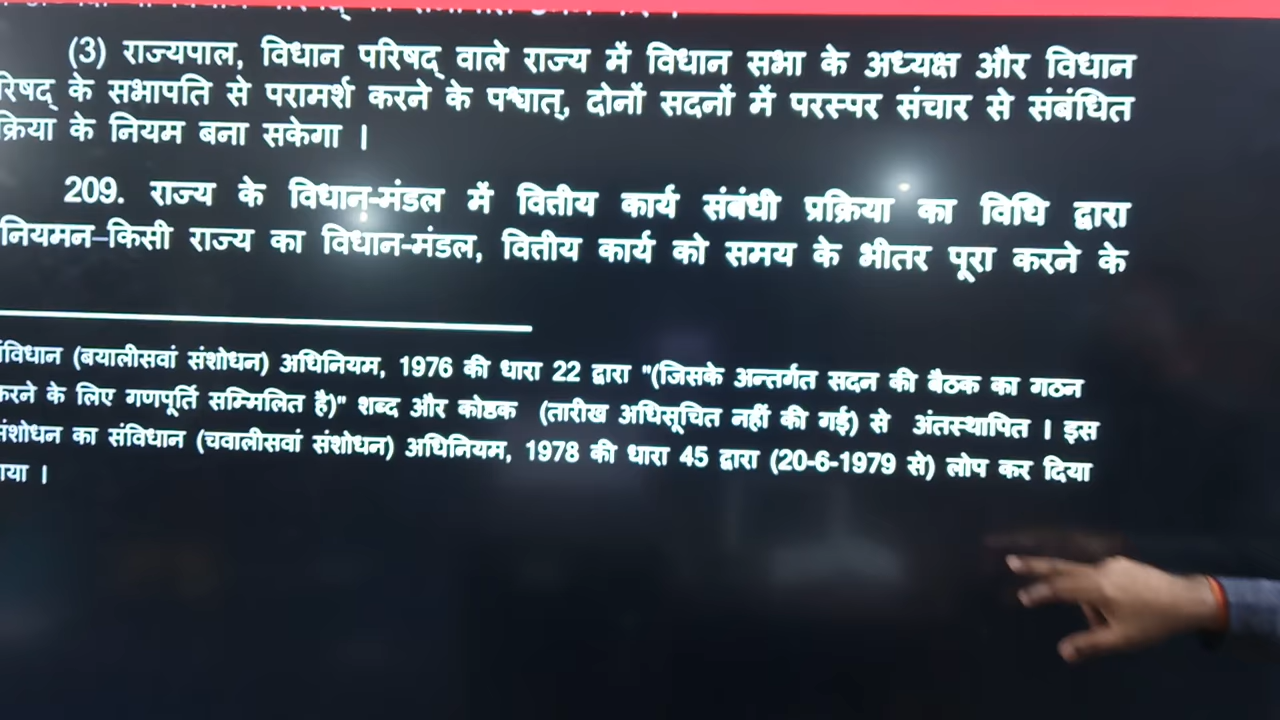 (3) राज्यपाल, विधान परिषद् वाले राज्य में विधान सभा के अध्यक्ष और विधान
रिषद् के सभापति से परामर्श करने के पश्चात्, दोनों सदनों में परस्पर संचार से संबंधित
क्रिया के नियम बना सकेगा ।
209. राज्य के विधान-मंडल में वित्तीय कार्य संबंधी प्रक्रिया का विधि द्वारा
नियमन–किसी राज्य का विधान-मंडल, वित्तीय कार्य को समय के भीतर पूरा करने के
ंविधान (बयालीसवां संशोधन) अधिनियम, 1976 की धारा 22 द्वारा "(जिसके अन्तर्गत सदन की बैठक का गठन
करने के लिए गणपूर्ति सम्मिलित है)" शब्द और कोष्ठक (तारीख अधिसूचित नहीं की गई) से अंतस्थापित । इस
संशोधन का संविधान (चवालीसवां संशोधन) अधिनियम, 1978 की धारा 45 द्वारा (20-6-1979 से) लोप कर दिया
गया ।